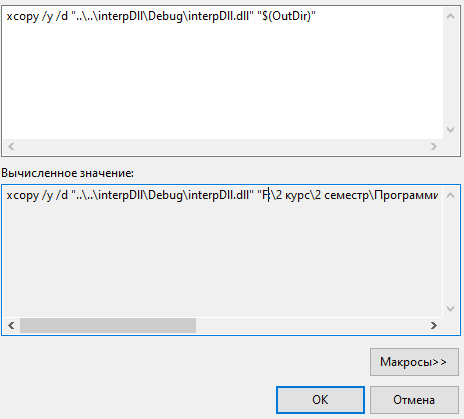 xcopy /y /d "..\..\interpDll\Debug\interpDll.dll" "$(OutDir)"
Вычисленное значение:
xcopy /y /d "..\..\interpDll\Debug\interpDll.dll" "F:\2 курс\2 семестр\Программи
Макросы>>
ОК
Отмена